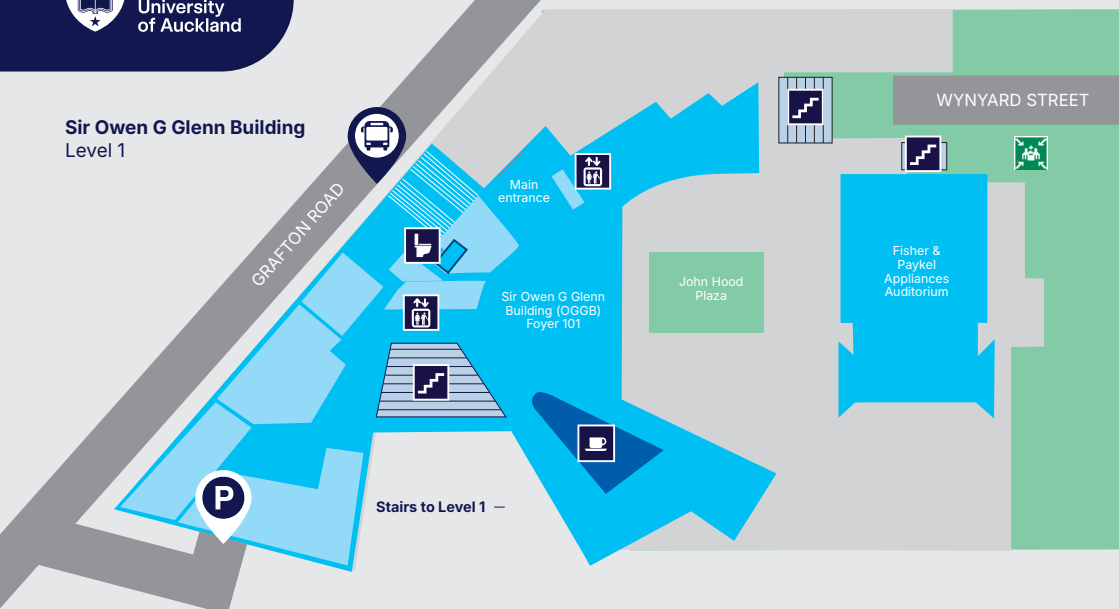 University
of Auckland
Sir Owen G Glenn Building
Level 1
WYNYARD STREET
GRAFTON ROAD
Main
entrance
Fisher &
Paykel
Appliances
Auditorium
John Hood
Plaza
Sir Owen G Glenn
Building (OGGB)
Foyer 101
P
Stairs to Level 1 —